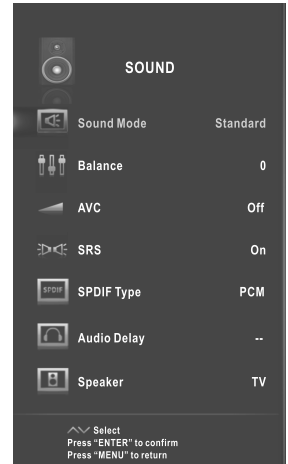 SOUND
Sound Mode Standard
Balance 0
AVC Off
SRS On
SPDIF SPDIF Type PCM
Audio Delay --
Speaker TV
Select
Press “ENTER” to confirm
Press “MENU” to return